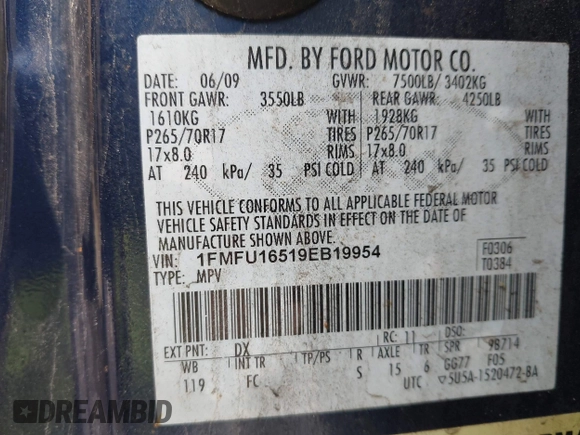 MFD. BY FORD MOTOR CO.
DATE: 06/09 GVWR: 7500LB/ 3402KG
FRONT GAWR: 3550LB REAR GAWR: 4250LB
1610KG WITH 1928KG WITH
P265/70R17 TIRES P265/70R17 TIRES
17x8.0 RIMS 17x8.0 RIMS
AT 240 kPa/ 35 PSI COLD AT 240 kPa/ 35 PSI COLD
THIS VEHICLE CONFORMS TO ALL APPLICABLE FEDERAL MOTOR
VEHICLE SAFETY STANDARDS IN EFFECT ON THE DATE OF
MANUFACTURE SHOWN ABOVE.
VIN: 1FMFU16519EB19954 F0306
TYPE: MPV T0384
EXT PNT: DX RC: 11 DSO:
WB INT TR TP/PS R AXLE TR SPR 98714
119 FC S 15 6 GG77 F05
UTC ▽5U5A-1520472-BA
DREAMBID